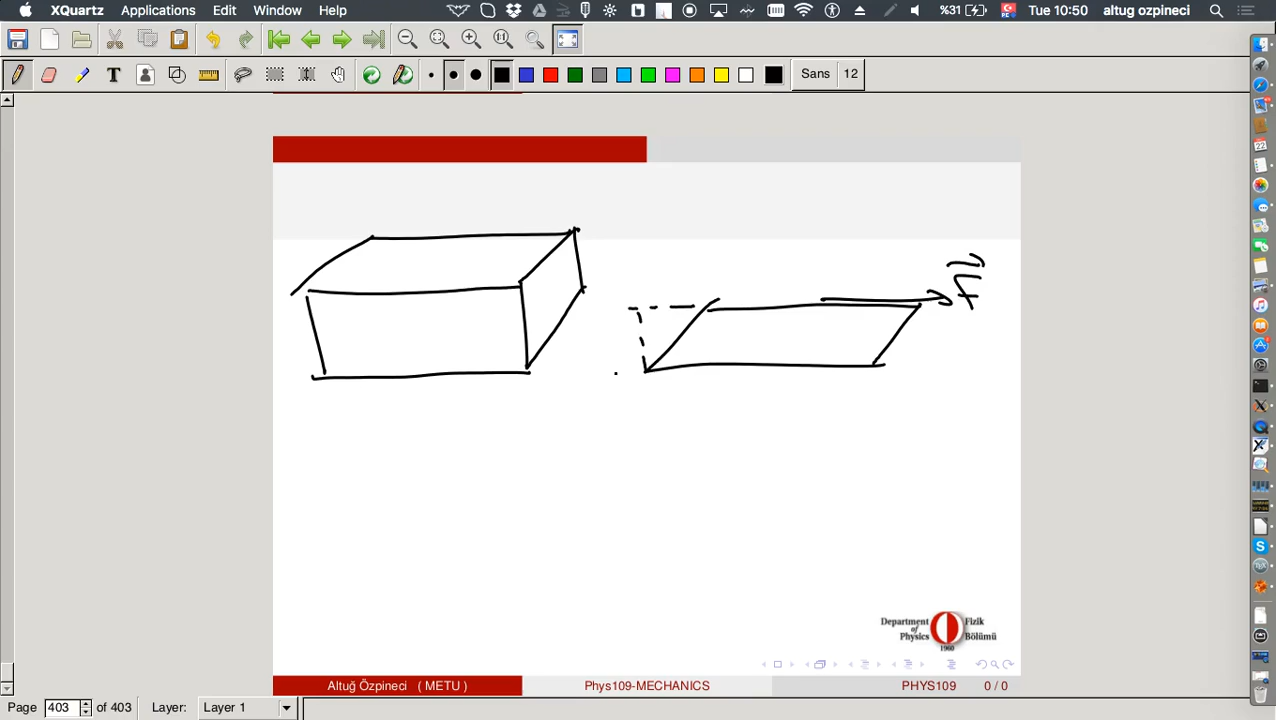 XQuartz Applications Edit Window Help
%31 Tue 10:50 altug ozpineci
T
Sans 12
F
Department of Physics
Fizik Bölümü
1960
Altuğ Özpineci ( METU ) Phys109-MECHANICS PHYS109 0 / 0
Page 403 of 403 Layer: Layer 1